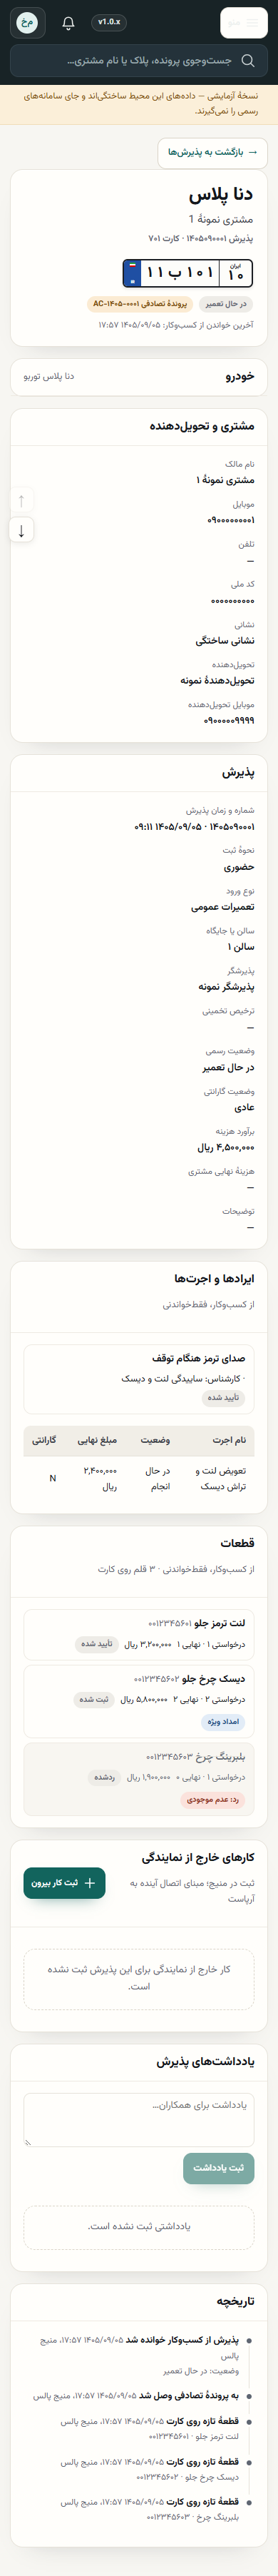 منو
v1.0.x
م‌خ
جست‌وجوی پرونده، پلاک یا نام مشتری…
نسخهٔ آزمایشی — داده‌های این محیط ساختگی‌اند و جای سامانه‌های رسمی را نمی‌گیرند.
→ بازگشت به پذیرش‌ها
دنا پلاس
مشتری نمونهٔ 1
پذیرش ۱۴۰۵۰۹۰۰۰۱ · کارت ۷۰۱
ایران
۱۰
۱۰۱ ب ۱۱
در حال تعمیر
پروندهٔ تصادفی AC-۱۴۰۵-۰۰۰۱
آخرین خواندن از کسب‌وکار: ۱۴۰۵/۰۹/۰۵ ۱۷:۵۷
خودرو
دنا پلاس توربو
مشتری و تحویل‌دهنده
نام مالک
مشتری نمونهٔ ۱
موبایل
۰۹۰۰۰۰۰۰۰۰۱
تلفن
—
کد ملی
۰۰۰۰۰۰۰۰۰۰
نشانی
نشانی ساختگی
تحویل‌دهنده
تحویل‌دهندهٔ نمونه
موبایل تحویل‌دهنده
۰۹۰۰۰۰۰۹۹۹۹
↑
↓
پذیرش
شماره و زمان پذیرش
۱۴۰۵۰۹۰۰۰۱ · ۱۴۰۵/۰۹/۰۵ ۰۹:۱۱
نحوهٔ ثبت
حضوری
نوع ورود
تعمیرات عمومی
سالن یا جایگاه
سالن ۱
پذیرشگر
پذیرشگر نمونه
ترخیص تخمینی
—
وضعیت رسمی
در حال تعمیر
وضعیت گارانتی
عادی
برآورد هزینه
۴,۵۰۰,۰۰۰ ریال
هزینهٔ نهایی مشتری
—
توضیحات
—
ایرادها و اجرت‌ها
از کسب‌وکار، فقط‌خواندنی
صدای ترمز هنگام توقف
· کارشناس: ساییدگی لنت و دیسک
تأیید شده
نام اجرت
وضعیت
مبلغ نهایی
گارانتی
تعویض لنت و تراش دیسک
در حال انجام
۲,۴۰۰,۰۰۰ ریال
N
قطعات
از کسب‌وکار، فقط‌خواندنی · ۳ قلم روی کارت
لنت ترمز جلو ۰۰۱۲۳۴۵۶۰۱
درخواستی ۱ · نهایی ۱ ۳,۲۰۰,۰۰۰ ریال تأیید شده
دیسک چرخ جلو ۰۰۱۲۳۴۵۶۰۲
درخواستی ۲ · نهایی ۲ ۵,۸۰۰,۰۰۰ ریال ثبت شده
امداد ویژه
بلبرینگ چرخ ۰۰۱۲۳۴۵۶۰۳
درخواستی ۱ · نهایی ۰ ۱,۹۰۰,۰۰۰ ریال ردشده
رد: عدم موجودی
کارهای خارج از نمایندگی
ثبت در منیج؛ مبنای اتصال آینده به آریاست
ثبت کار بیرون
کار خارج از نمایندگی برای این پذیرش ثبت نشده است.
یادداشت‌های پذیرش
یادداشت برای همکاران…
ثبت یادداشت
یادداشتی ثبت نشده است.
تاریخچه
پذیرش از کسب‌وکار خوانده شد ۱۴۰۵/۰۹/۰۵ ۱۷:۵۷، منیج پالس
وضعیت: در حال تعمیر
به پروندهٔ تصادفی وصل شد ۱۴۰۵/۰۹/۰۵ ۱۷:۵۷، منیج پالس
قطعهٔ تازه روی کارت ۱۴۰۵/۰۹/۰۵ ۱۷:۵۷، منیج پالس
لنت ترمز جلو · ۰۰۱۲۳۴۵۶۰۱
قطعهٔ تازه روی کارت ۱۴۰۵/۰۹/۰۵ ۱۷:۵۷، منیج پالس
دیسک چرخ جلو · ۰۰۱۲۳۴۵۶۰۲
قطعهٔ تازه روی کارت ۱۴۰۵/۰۹/۰۵ ۱۷:۵۷، منیج پالس
بلبرینگ چرخ · ۰۰۱۲۳۴۵۶۰۳